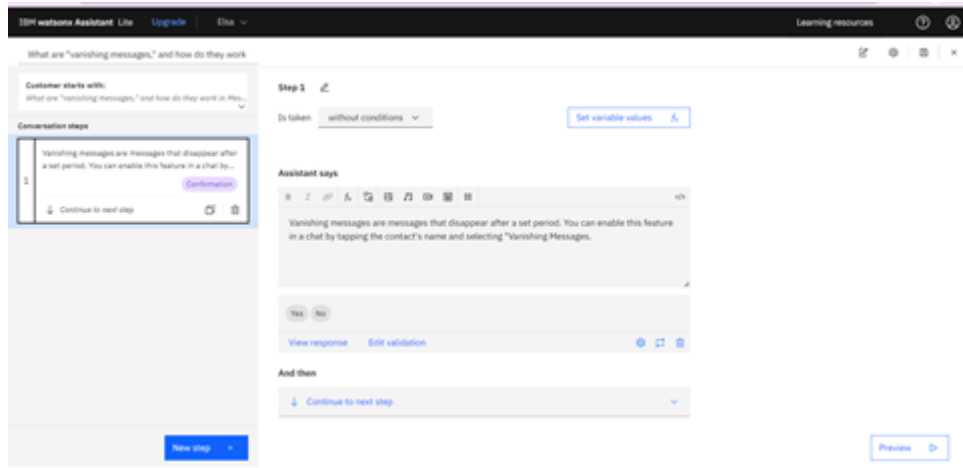 IBM watsonx Assistant Lite Upgrade Elsa Learning resources
What are "vanishing messages," and how do they work
Customer starts with:
What are "vanishing messages," and how do they work in Mes...
Conversation steps
1
Vanishing messages are messages that disappear after
a set period. You can enable this feature in a chat by...
Confirmation
Continue to next step
New step +
Step 1
Is taken without conditions
Set variable values
Assistant says
B I
Vanishing messages are messages that disappear after a set period. You can enable this feature
in a chat by tapping the contact's name and selecting "Vanishing Messages.
Yes No
View response Edit validation
And then
Continue to next step
Preview